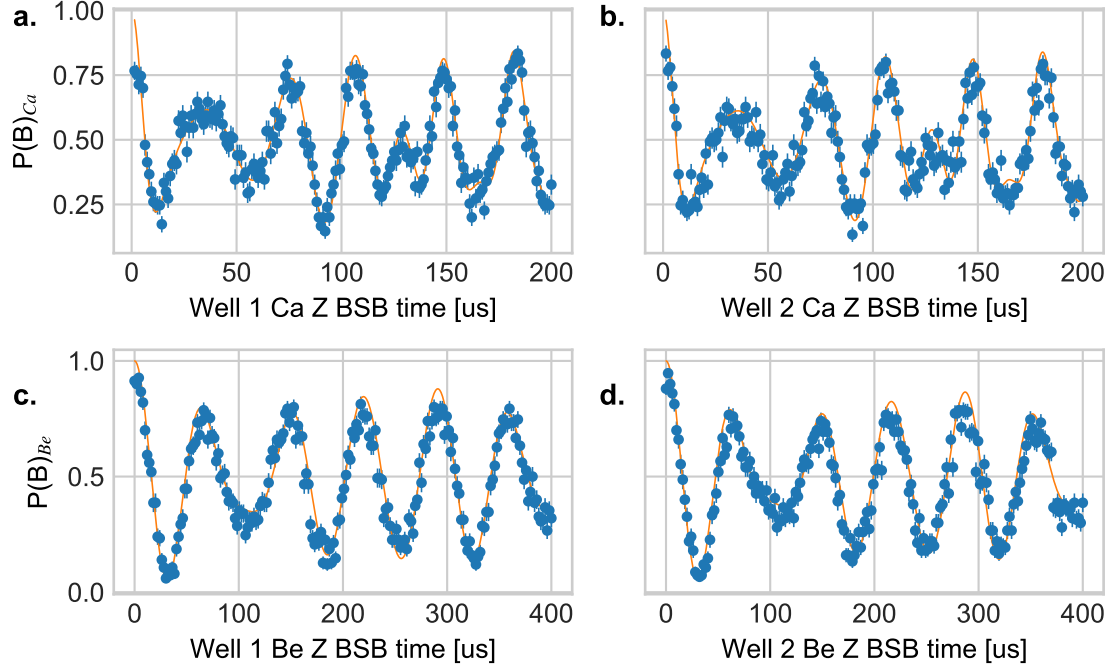 a.
b.
P(B)Ca
1.00
0.75
0.50
0.25
0 50 100 150 200
0 50 100 150 200
Well 1 Ca Z BSB time [us]
Well 2 Ca Z BSB time [us]
c.
d.
P(B)Be
1.0
0.5
0.0
0 100 200 300 400
0 100 200 300 400
Well 1 Be Z BSB time [us]
Well 2 Be Z BSB time [us]